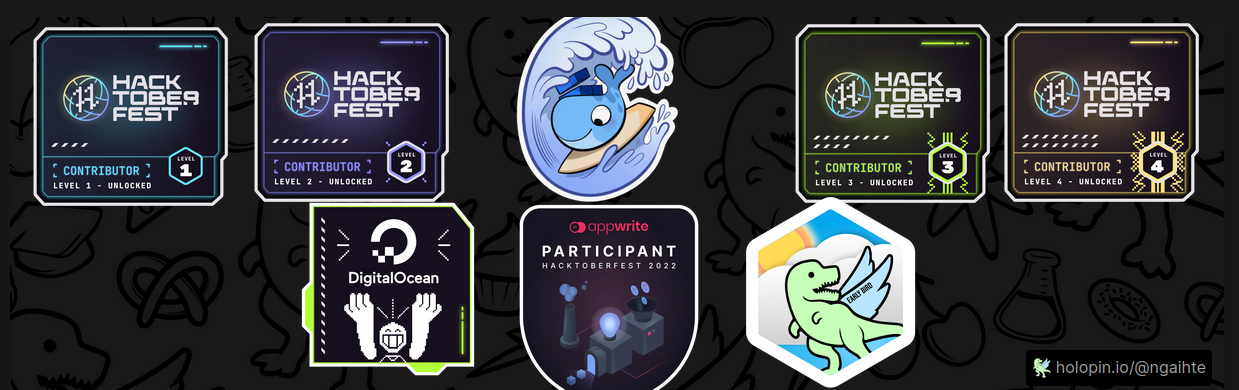 HACK
TOBER
FEST
CONTRIBUTOR
LEVEL 1 - UNLOCKED
LEVEL
1
HACK
TOBER
FEST
CONTRIBUTOR
LEVEL 2 - UNLOCKED
LEVEL
2
HACK
TOBER
FEST
CONTRIBUTOR
LEVEL 3 - UNLOCKED
LEVEL
3
HACK
TOBER
FEST
CONTRIBUTOR
LEVEL 4 - UNLOCKED
LEVEL
4
DigitalOcean
appwrite
PARTICIPANT
HACKTOBERFEST 2022
EARLY BIRD
holopin.io/@ngaihte